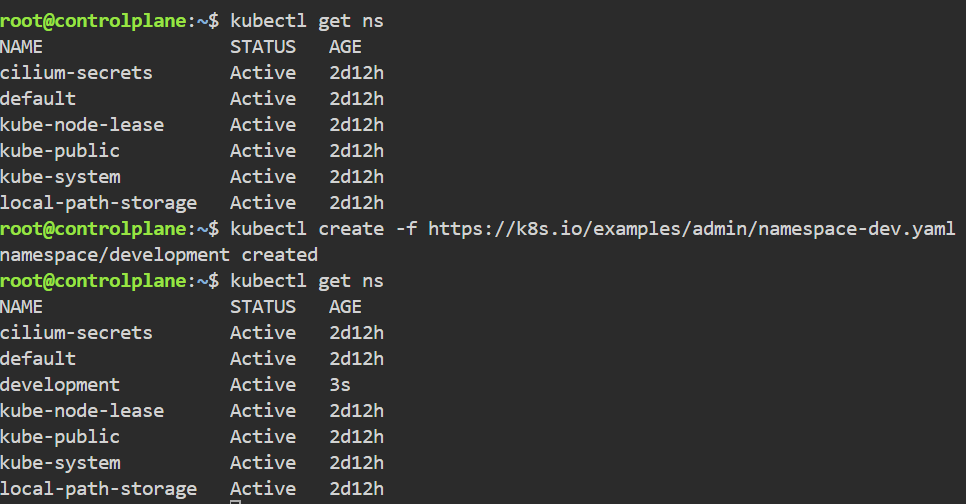 root@controlplane:~$ kubectl get ns
NAME                 STATUS   AGE
cilium-secrets       Active   2d12h
default              Active   2d12h
kube-node-lease      Active   2d12h
kube-public          Active   2d12h
kube-system          Active   2d12h
local-path-storage   Active   2d12h
root@controlplane:~$ kubectl create -f https://k8s.io/examples/admin/namespace-dev.yaml
namespace/development created
root@controlplane:~$ kubectl get ns
NAME                 STATUS   AGE
cilium-secrets       Active   2d12h
default              Active   2d12h
development          Active   3s
kube-node-lease      Active   2d12h
kube-public          Active   2d12h
kube-system          Active   2d12h
local-path-storage   Active   2d12h